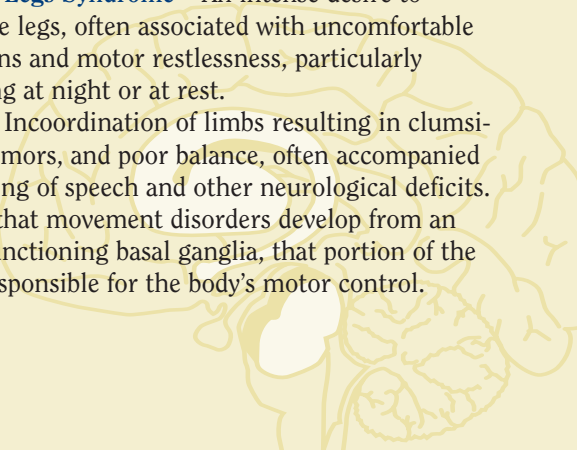 Legs Syndrome – An intense desire to
e legs, often associated with uncomfortable
ns and motor restlessness, particularly
ng at night or at rest.
Incoordination of limbs resulting in clumsi-
mors, and poor balance, often accompanied
ing of speech and other neurological deficits.
that movement disorders develop from an
nctioning basal ganglia, that portion of the
sponsible for the body’s motor control.